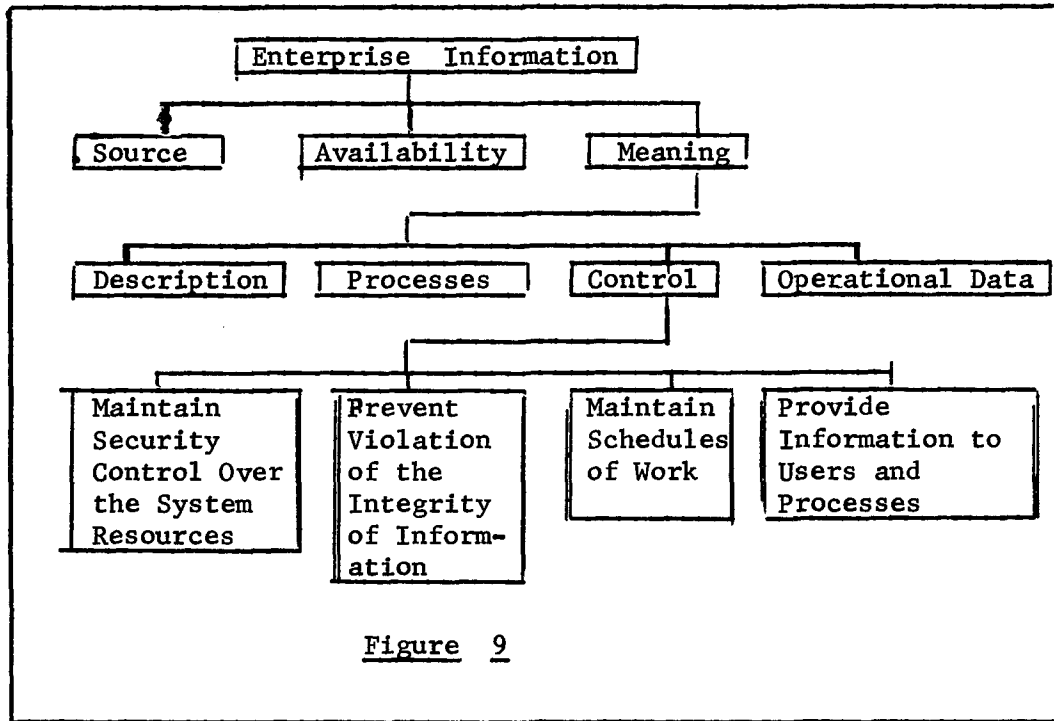 Enterprise Information
Source Availability Meaning
Description Processes Control Operational Data
Maintain
Security
Control Over
the System
Resources
Prevent
Violation
of the
Integrity
of Inform-
ation
Maintain
Schedules
of Work
Provide
Information to
Users and
Processes
Figure 9